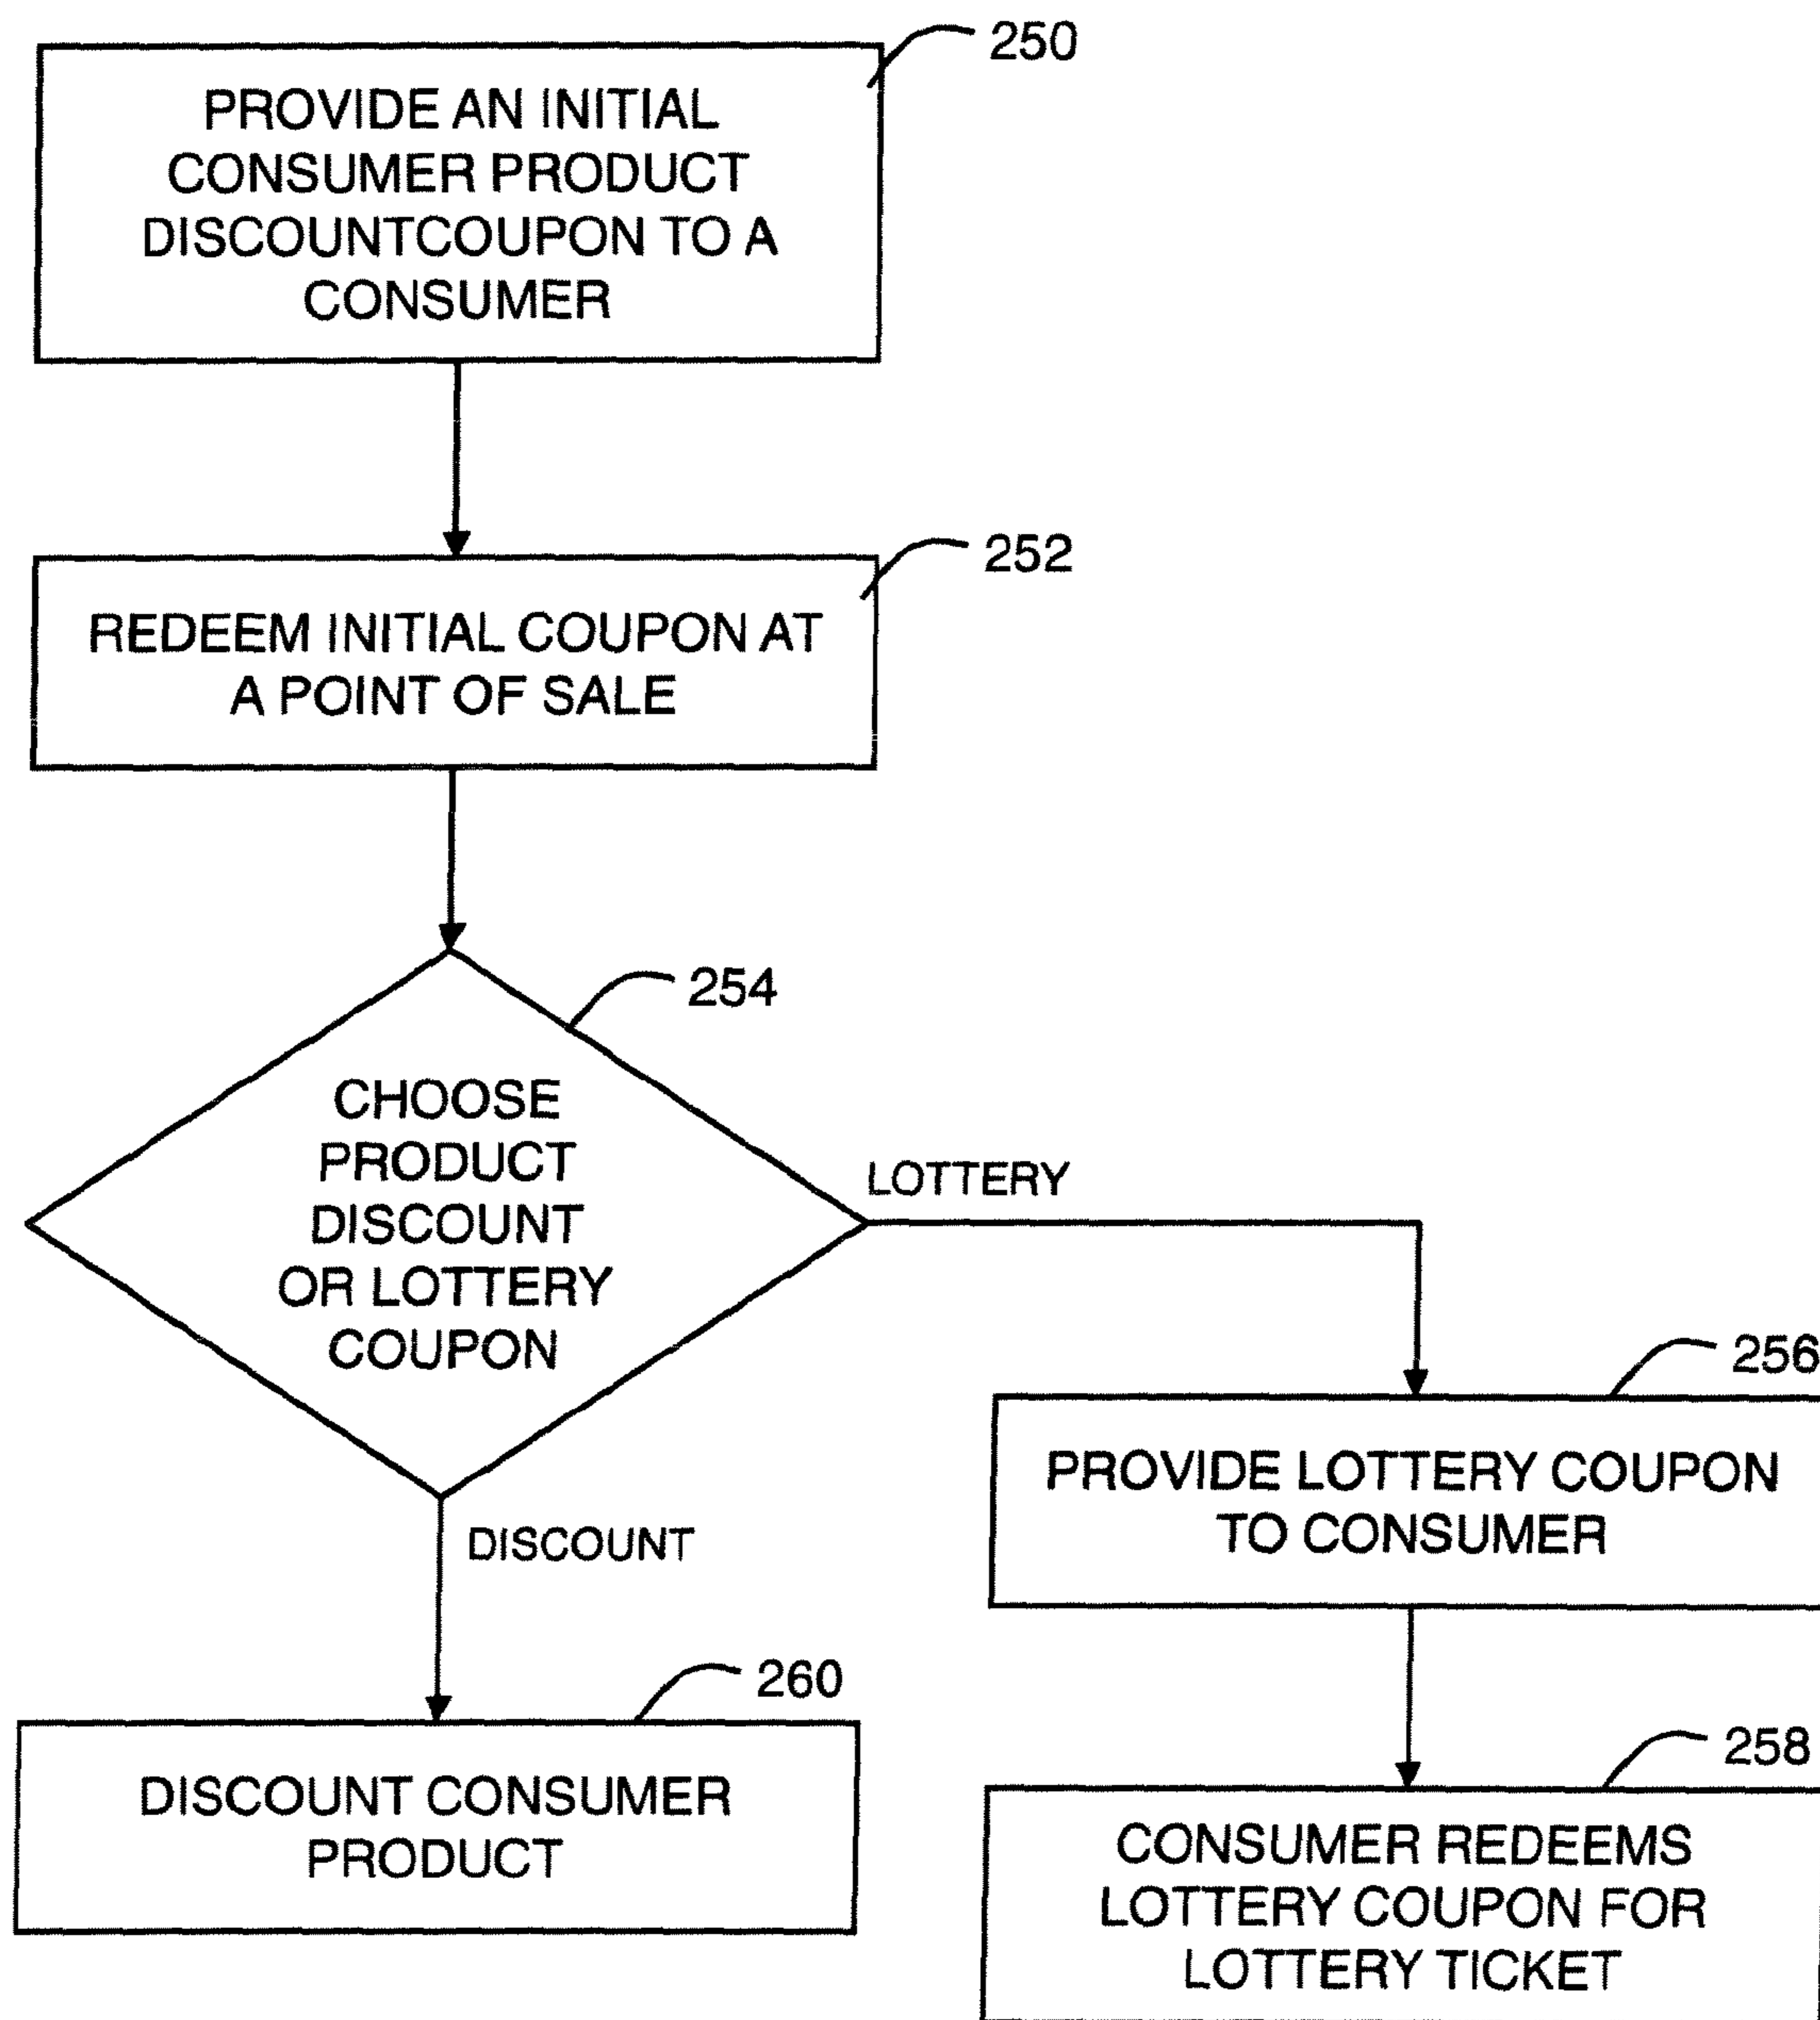 250
PROVIDE AN INITIAL
CONSUMER PRODUCT
DISCOUNTCOUPON TO A
CONSUMER
252
REDEEM INITIAL COUPON AT
A POINT OF SALE
254
CHOOSE
PRODUCT
DISCOUNT
OR LOTTERY
COUPON
LOTTERY
256
PROVIDE LOTTERY COUPON
TO CONSUMER
DISCOUNT
260
DISCOUNT CONSUMER
PRODUCT
258
CONSUMER REDEEMS
LOTTERY COUPON FOR
LOTTERY TICKET